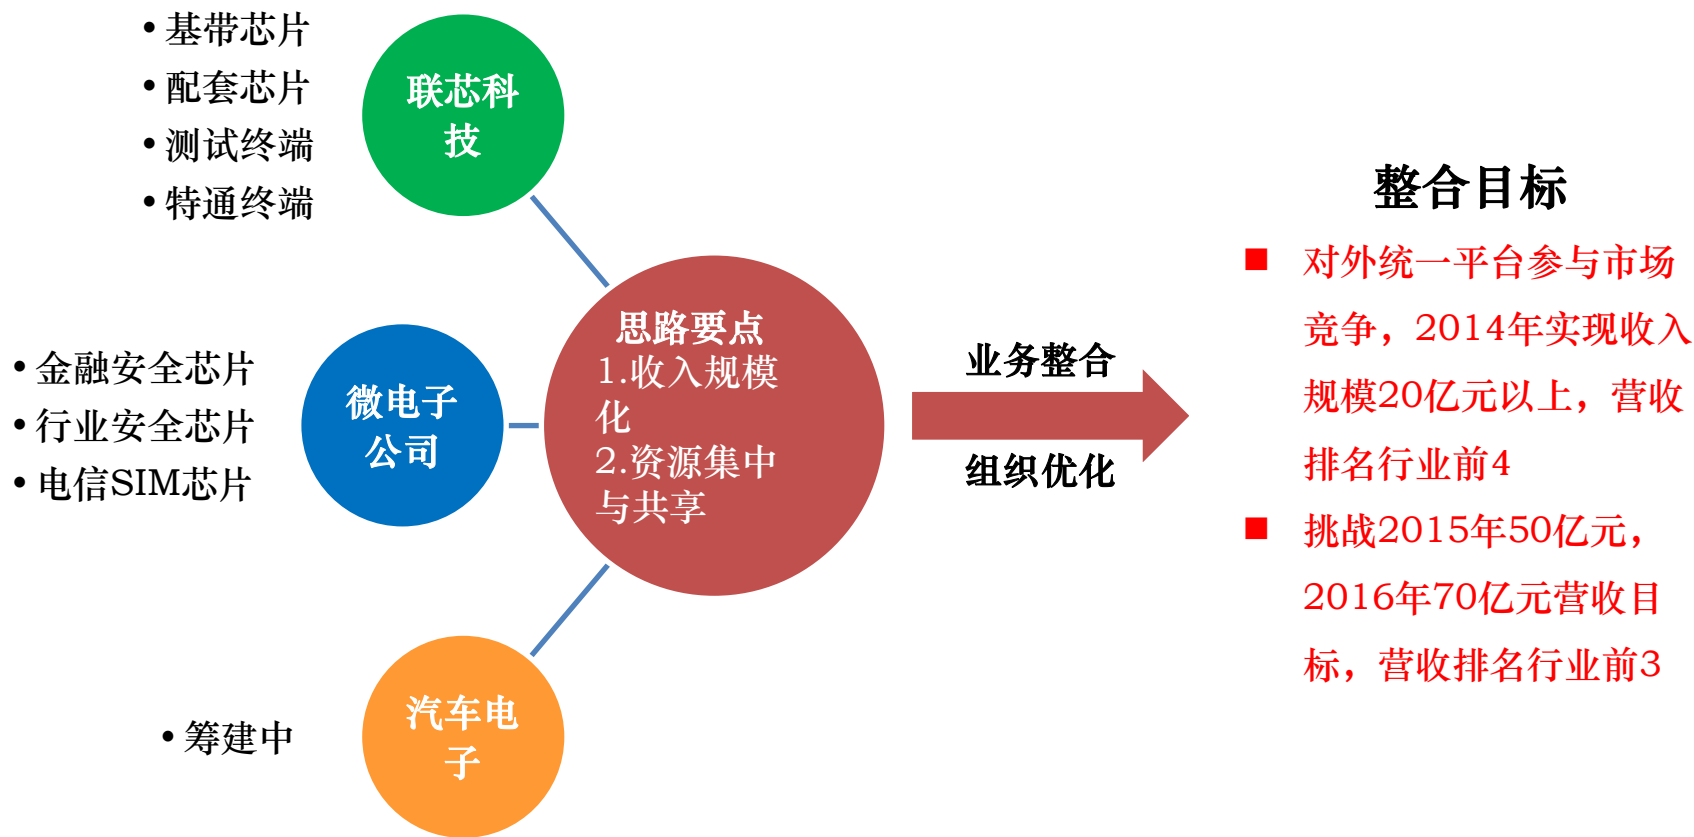 • 基带芯片
• 配套芯片
• 测试终端
• 特通终端
联芯科
技
• 金融安全芯片
• 行业安全芯片
• 电信SIM芯片
微电子
公司
• 筹建中
汽车电
子
思路要点
1.收入规模
化
2.资源集中
与共享
业务整合
组织优化
整合目标
■ 对外统一平台参与市场
竞争，2014年实现收入
规模20亿元以上，营收
排名行业前4
■ 挑战2015年50亿元，
2016年70亿元营收目
标，营收排名行业前3